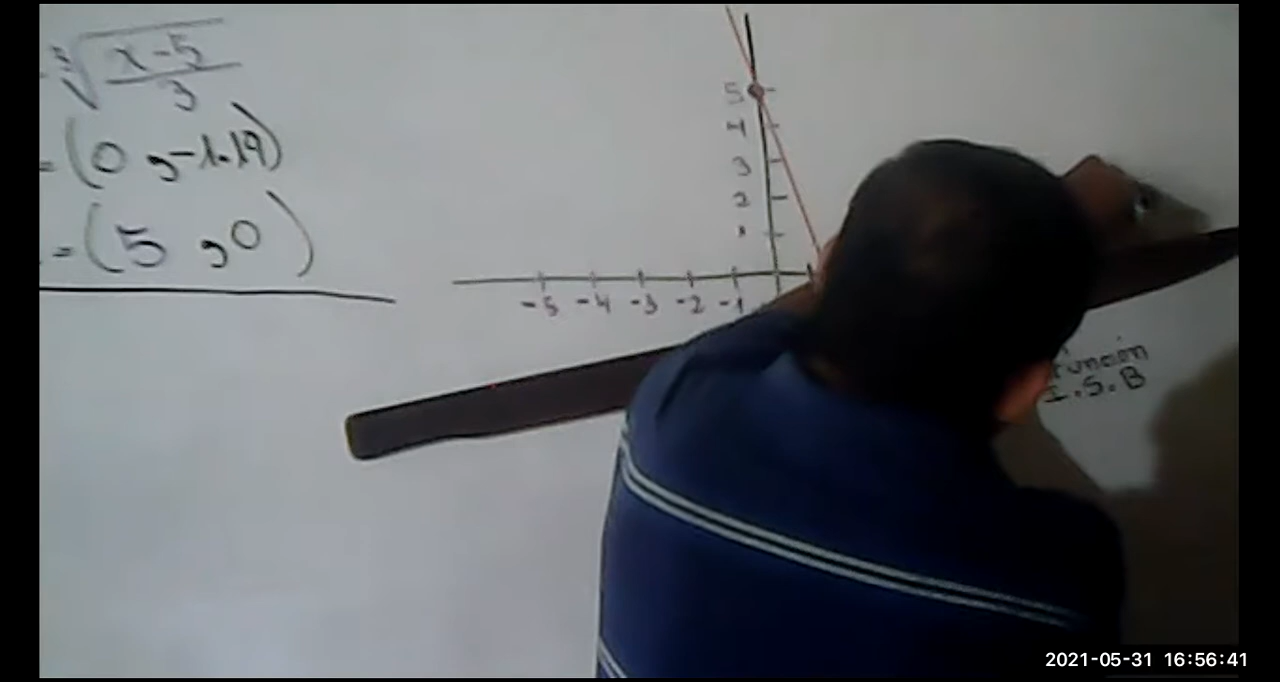 ∛((x-5)/3)
= (0 , -1.19)
= (5 , 0)
5
4
3
2
1
-5 -4 -3 -2 -1
Función
I.S.B
2021-05-31 16:56:41